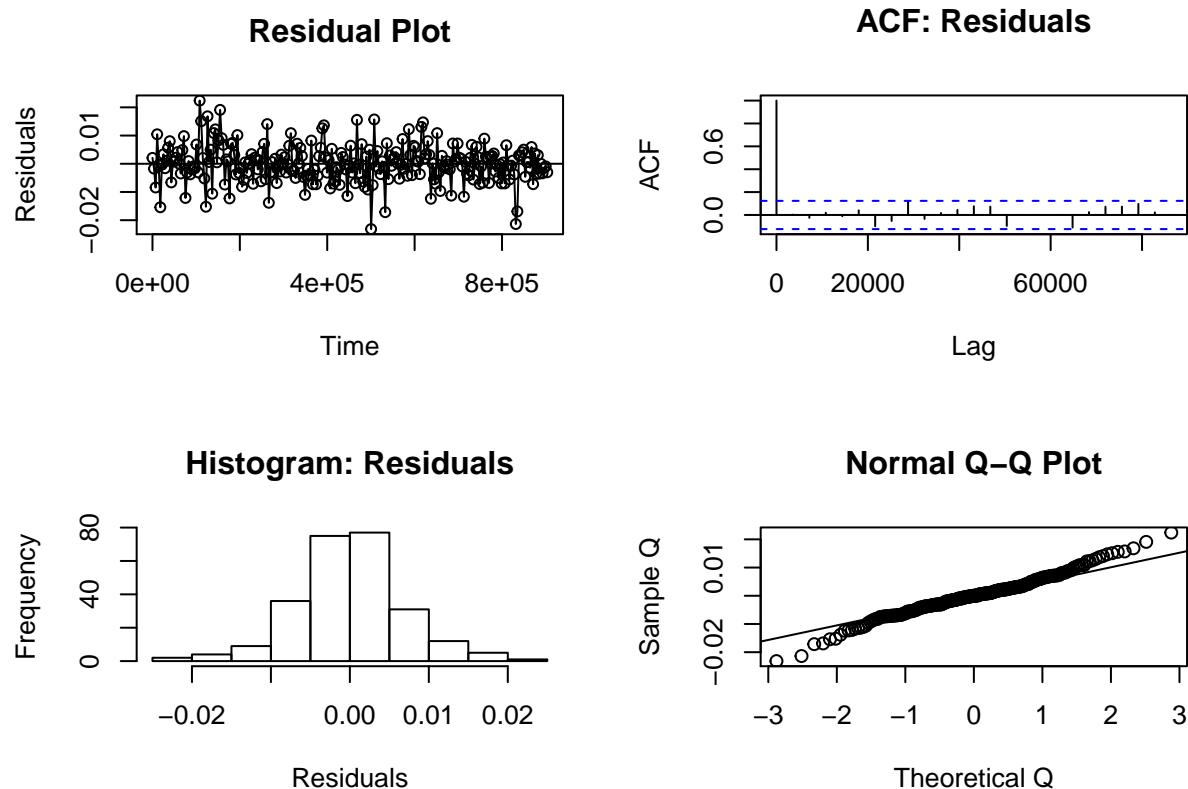 Residual Plot
Residuals
−0.02 0.01
0e+00 4e+05 8e+05
Time
ACF: Residuals
ACF
0.0 0.6
0 20000 60000
Lag
Histogram: Residuals
Frequency
0 40 80
−0.02 0.00 0.01 0.02
Residuals
Normal Q−Q Plot
Sample Q
−0.02 0.01
−3 −2 −1 0 1 2 3
Theoretical Q